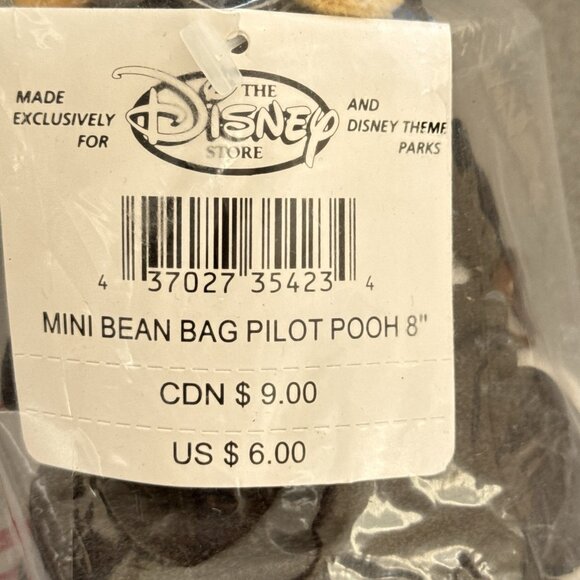 MADE
EXCLUSIVELY
FOR
THE
Disney
STORE
AND
DISNEY THEME
PARKS
4 37027 35423 4
MINI BEAN BAG PILOT POOH 8"
CDN $ 9.00
US $ 6.00